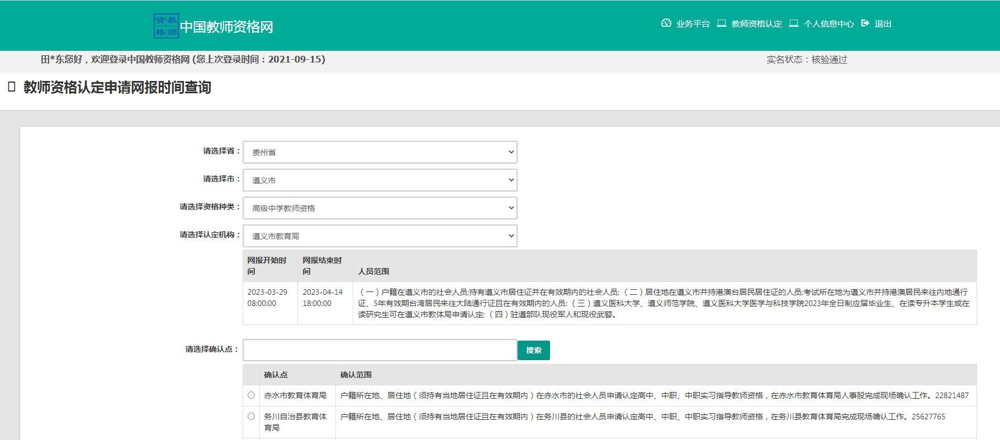 资教
格师
中国教师资格网
业务平台 教师资格认定 个人信息中心 退出
田*东您好，欢迎登录中国教师资格网 (您上次登录时间：2021-09-15)
实名状态：核验通过
教师资格认定申请网报时间查询
请选择省：
贵州省
请选择市：
遵义市
请选择资格种类：
高级中学教师资格
请选择认定机构：
遵义市教育局
网报开始时
间
网报结束时
间
人员范围
2023-03-29
08:00:00
2023-04-14
18:00:00
（一）户籍在遵义市的社会人员;持有遵义市居住证并在有效期内的社会人员;（二）居住地在遵义市并持港澳台居民居住证的人员;考试所在地为遵义市并持港澳居民来往内地通行
证、5年有效期台湾居民来往大陆通行证且在有效期内的人员;（三）遵义医科大学、遵义师范学院、遵义医科大学医学与科技学院2023年全日制应届毕业生、在读专升本学生或在
读研究生可在遵义市教体局申请认定;（四）驻遵部队现役军人和现役武警。
请选择确认点：
搜索
确认点
确认范围
赤水市教育体育局
户籍所在地、居住地（须持有当地居住证且在有效期内）在赤水市的社会人员申请认定高中、中职、中职实习指导教师资格，在赤水市教育体育局人事股完成现场确认工作。22821487
务川自治县教育体
育局
户籍所在地、居住地（须持有当地居住证且在有效期内）在务川县的社会人员申请认定高中、中职、中职实习指导教师资格，在务川县教育体育局完成现场确认工作。25627765